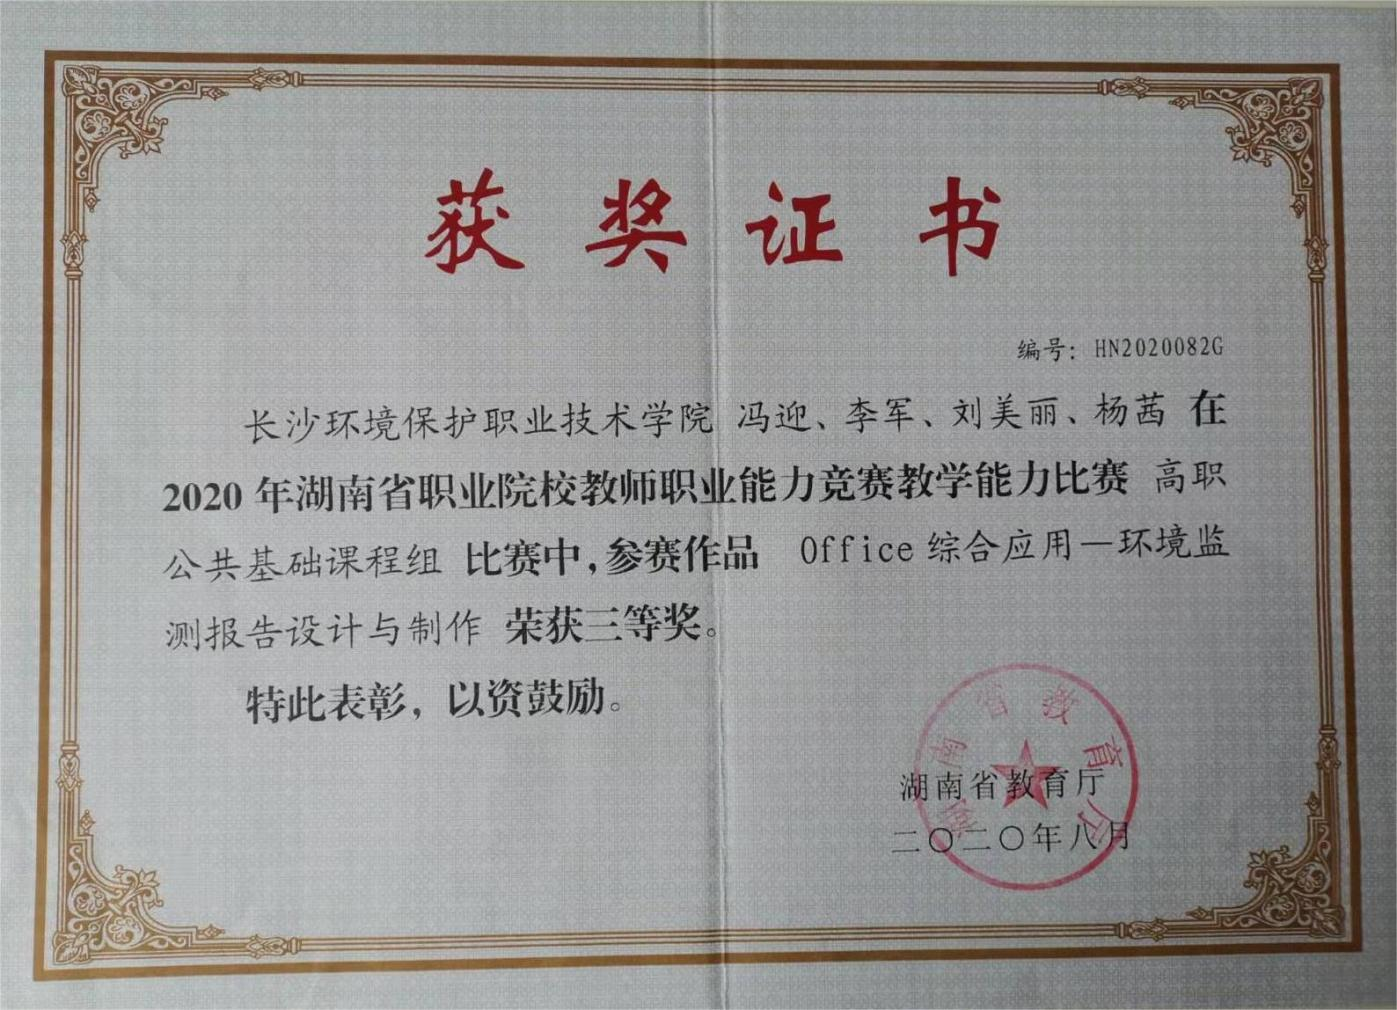 获奖证书
编号：HN2020082G
长沙环境保护职业技术学院 冯迎、李军、刘美丽、杨茜 在
2020年湖南省职业院校教师职业能力竞赛教学能力比赛 高职
公共基础课程组 比赛中，参赛作品 Office综合应用—环境监
测报告设计与制作 荣获三等奖。
特此表彰，以资鼓励。
湖南省教育厅
湖南省教育厅
二〇二〇年八月